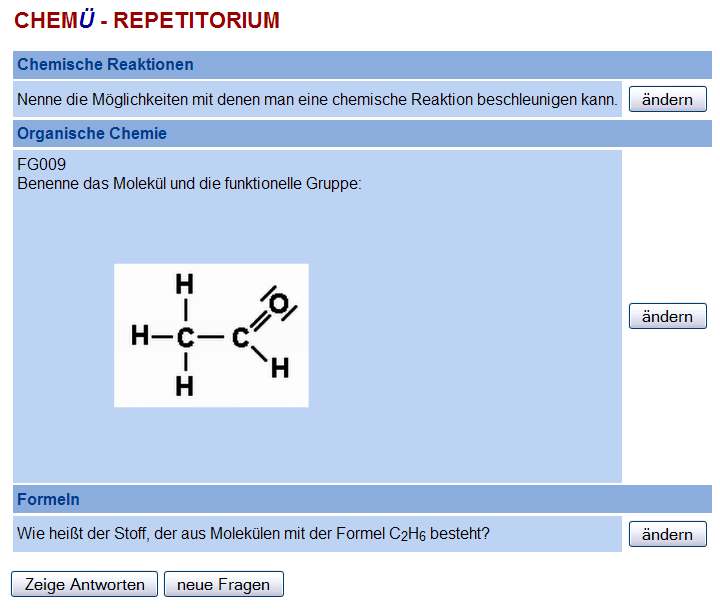 CHEMÜ - REPETITORIUM
Chemische Reaktionen
Nenne die Möglichkeiten mit denen man eine chemische Reaktion beschleunigen kann.
ändern
Organische Chemie
FG009
Benenne das Molekül und die funktionelle Gruppe:
H
O
H C C
H
H
ändern
Formeln
Wie heißt der Stoff, der aus Molekülen mit der Formel C₂H₆ besteht?
ändern
Zeige Antworten neue Fragen